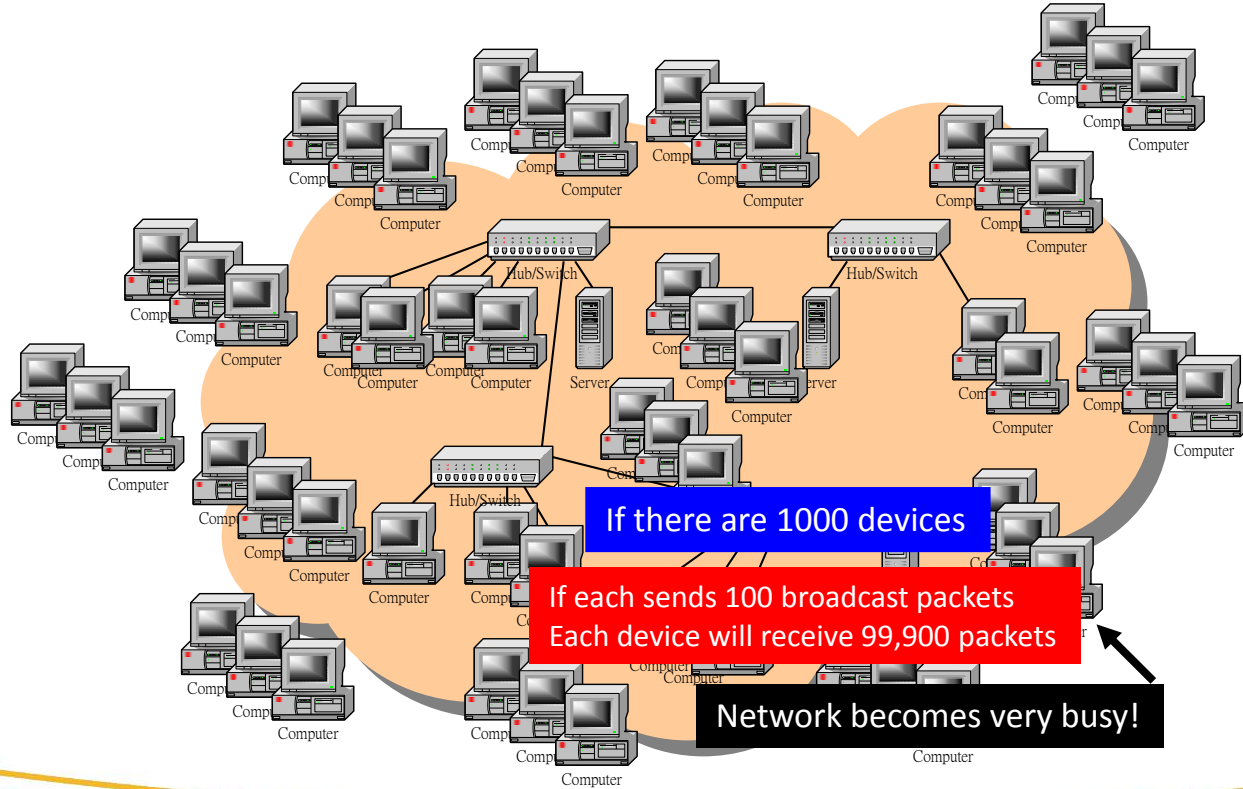 Computer
Computer
Computer
Computer
Computer
Hub/Switch
Hub/Switch
Computer
Computer
Computer
Computer
Computer
Server
Computer
Computer
Computer
Computer
Hub/Switch
If there are 1000 devices
Computer
Computer
If each sends 100 broadcast packets
Each device will receive 99,900 packets
Computer
Computer
Network becomes very busy!
Computer
Computer
Computer